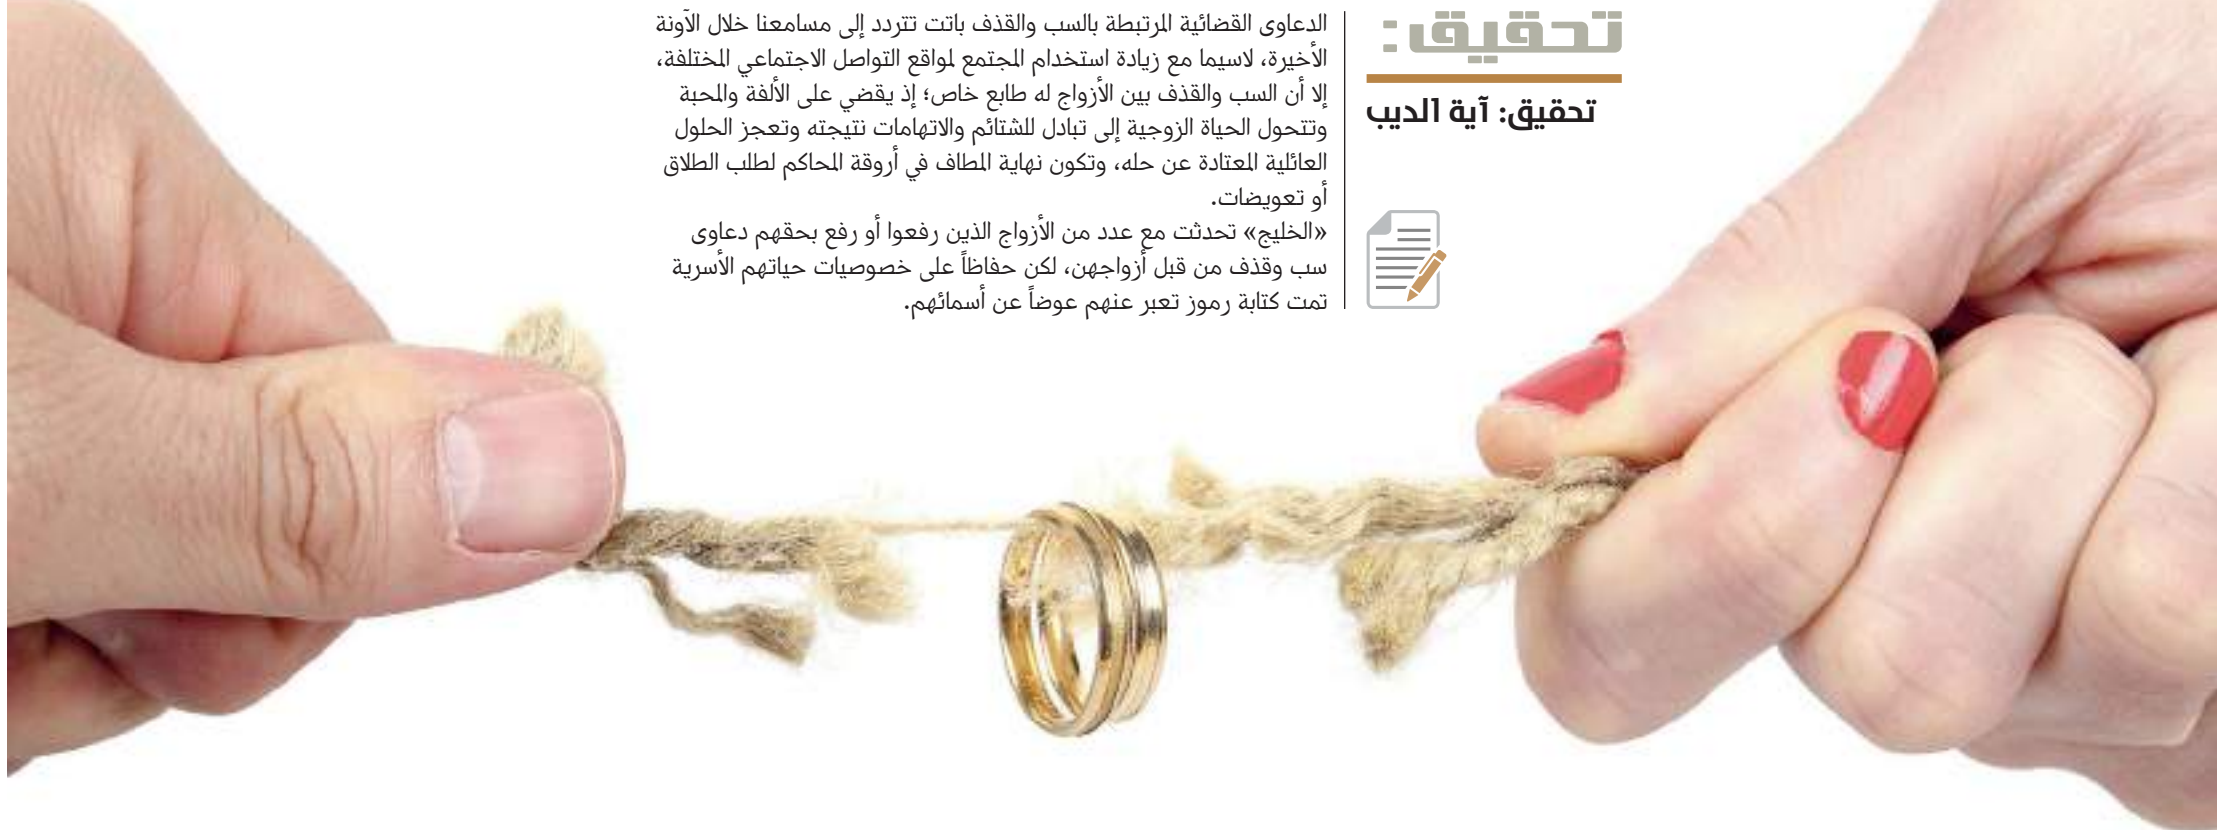 تحقيق:
تحقيق: آية الديب
الدعاوى القضائية المرتبطة بالسب والقذف باتت تتردد إلى مسامعنا خلال الآونة
الأخيرة، لاسيما مع زيادة استخدام المجتمع لمواقع التواصل الاجتماعي المختلفة،
إلا أن السب والقذف بين الأزواج له طابع خاص؛ إذ يقضي على الألفة والمحبة
وتتحول الحياة الزوجية إلى تبادل للشتائم والاتهامات نتيجته وتعجز الحلول
العائلية المعتادة عن حله، وتكون نهاية المطاف في أروقة المحاكم لطلب الطلاق
أو تعويضات.
«الخليج» تحدثت مع عدد من الأزواج الذين رفعوا أو رفع بحقهم دعاوى
سب وقذف من قبل أزواجهن، لكن حفاظاً على خصوصيات حياتهم الأسرية
تمت كتابة رموز تعبر عنهم عوضاً عن أسمائهم.